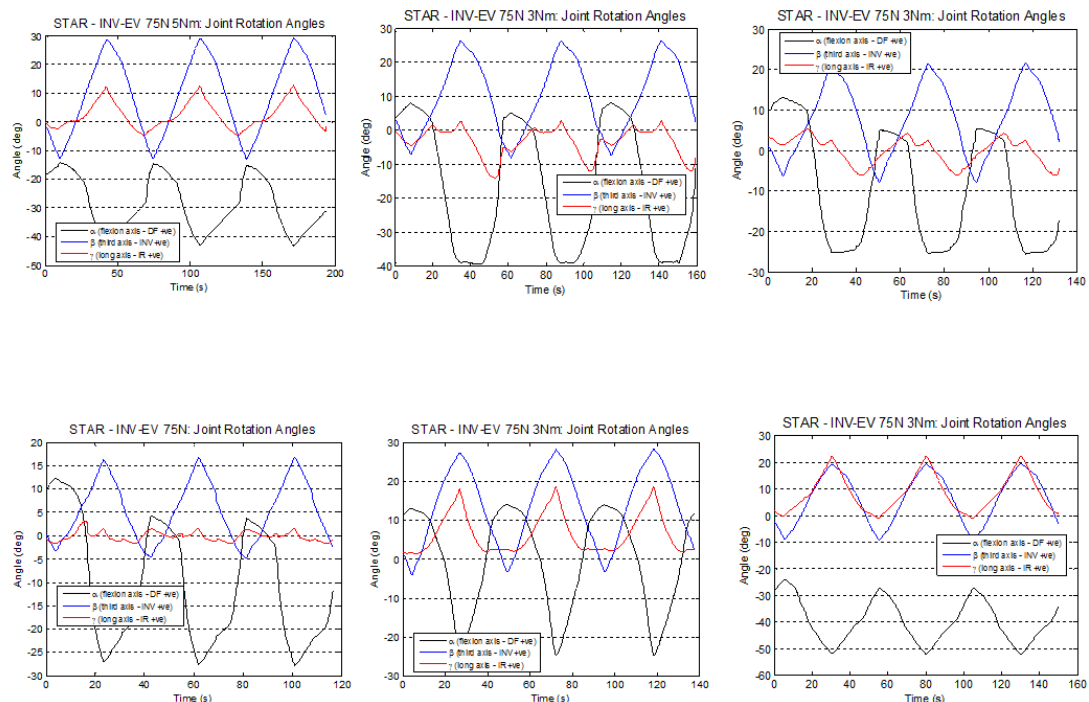 STAR - INV-EV 75N 5Nm: Joint Rotation Angles
30
20
10
0
-10
-20
-30
-40
-50
Angle (deg)
α (flexion axis - DF +ve)
β (third axis - INV +ve)
γ (long axis - IR +ve)
0 50 100 150 200
Time (s)
STAR - INV-EV 75N 3Nm: Joint Rotation Angles
30
20
10
0
-10
-20
-30
-40
Angle (deg)
α (flexion axis - DF +ve)
β (third axis - INV +ve)
γ (long axis - IR +ve)
0 20 40 60 80 100 120 140 160
Time (s)
STAR - INV-EV 75N 3Nm: Joint Rotation Angles
30
20
10
0
-10
-20
-30
Angle (deg)
α (flexion axis - DF +ve)
β (third axis - INV +ve)
γ (long axis - IR +ve)
0 20 40 60 80 100 120 140
Time (s)
STAR - INV-EV 75N: Joint Rotation Angles
20
15
10
5
0
-5
-10
-15
-20
-25
-30
Angle (deg)
α (flexion axis - DF +ve)
β (third axis - INV +ve)
γ (long axis - IR +ve)
0 20 40 60 80 100 120
Time (s)
STAR - INV-EV 75N 3Nm: Joint Rotation Angles
30
20
10
0
-10
-20
-30
Angle (deg)
α (flexion axis - DF +ve)
β (third axis - INV +ve)
γ (long axis - IR +ve)
0 20 40 60 80 100 120 140
Time (s)
STAR - INV-EV 75N 3Nm: Joint Rotation Angles
30
20
10
0
-10
-20
-30
-40
-50
-60
Angle (deg)
α (flexion axis - DF +ve)
β (third axis - INV +ve)
γ (long axis - IR +ve)
0 20 40 60 80 100 120 140 160
Time (s)